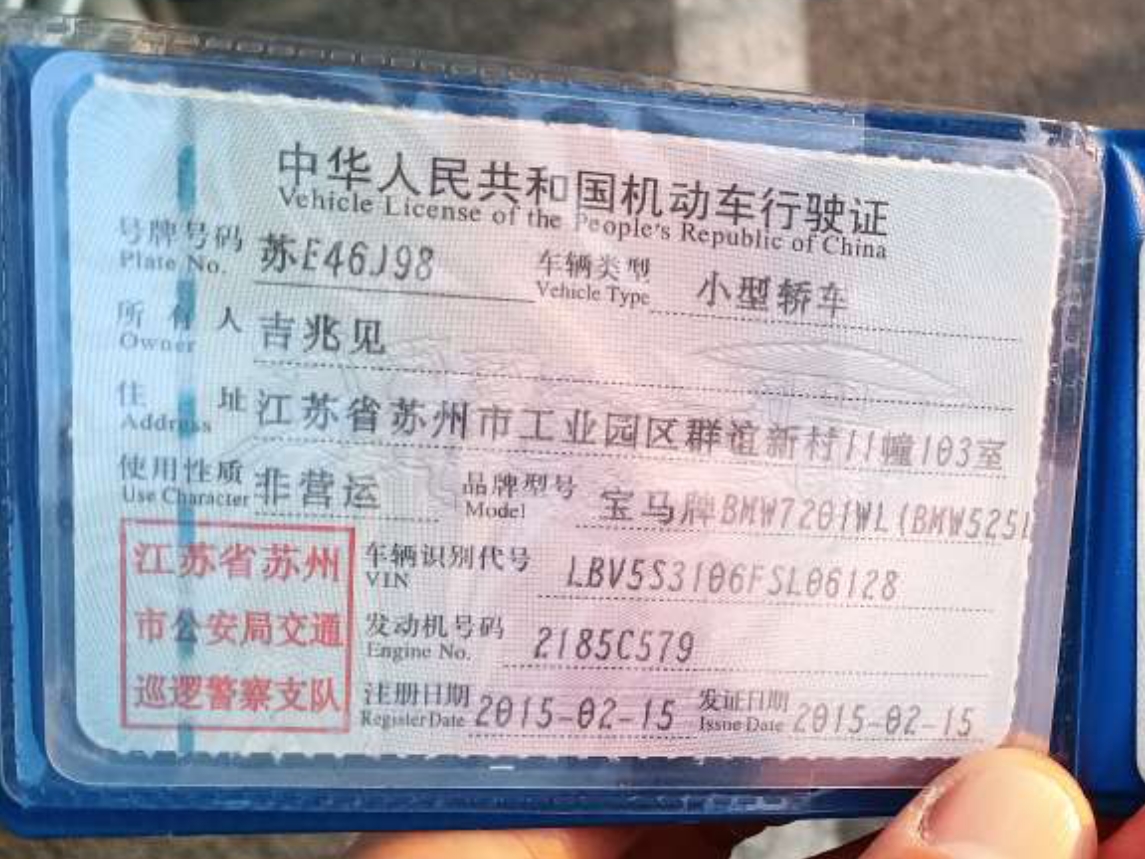 中华人民共和国机动车行驶证
Vehicle License of the People's Republic of China
号牌号码 苏E46J98 车辆类型 小型轿车
Plate No. Vehicle Type
所有人 吉兆见
Owner
住址 江苏省苏州市工业园区群谊新村11幢103室
Address
使用性质 非营运 品牌型号 宝马牌BMW7201WL(BMW525L
Use Character Model
江苏省苏州
市公安局交通
巡逻警察支队
车辆识别代号 LBV5S3106FSL06128
VIN
发动机号码 2185C579
Engine No.
注册日期 2015-02-15 发证日期 2015-02-15
Register Date Issue Date